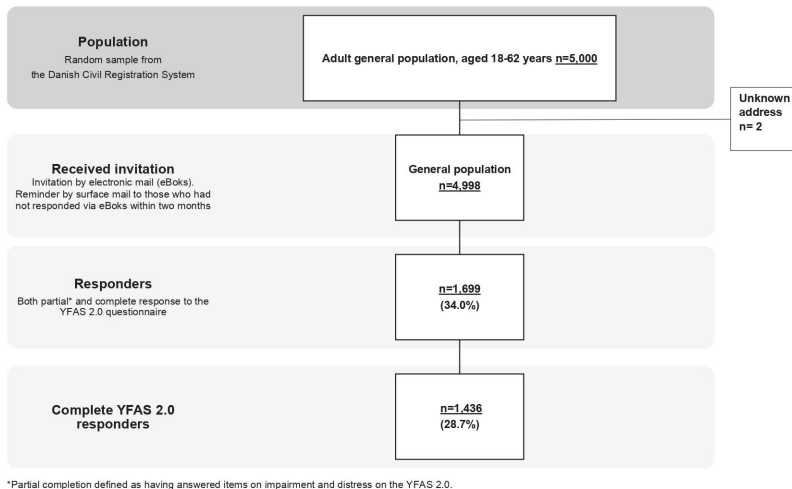 Population
Random sample from
the Danish Civil Registration System
Adult general population, aged 18-62 years n=5,000
Unknown
address
n= 2
Received invitation
Invitation by electronic mail (eBoks).
Reminder by surface mail to those who had
not responded via eBoks within two months
General population
n=4,998
Responders
Both partial* and complete response to the
YFAS 2.0 questionnaire
n=1,699
(34.0%)
Complete YFAS 2.0
responders
n=1,436
(28.7%)
*Partial completion defined as having answered items on impairment and distress on the YFAS 2.0.